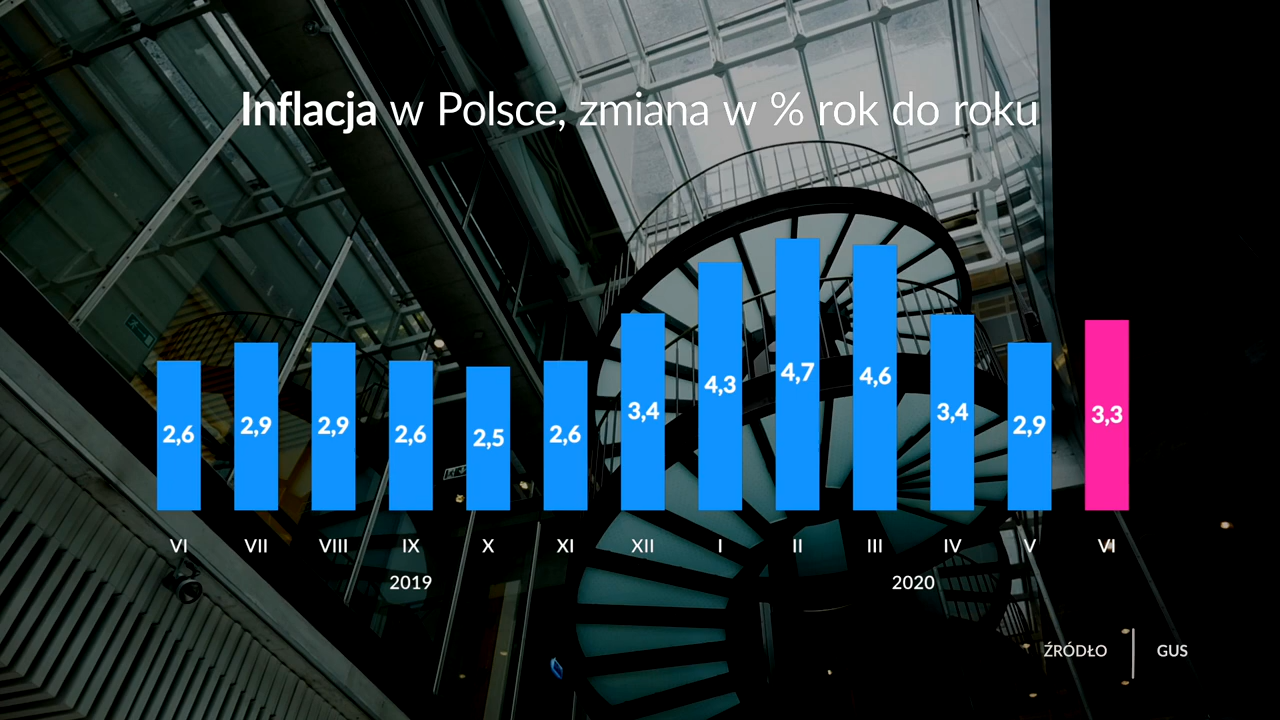 Inflacja w Polsce, zmiana w % rok do roku
2,6 2,9 2,9 2,6 2,5 2,6 3,4 4,3 4,7 4,6 3,4 2,9 3,3
VI VII VIII IX X XI XII I II III IV V VI
2019 2020
ŹRÓDŁO GUS